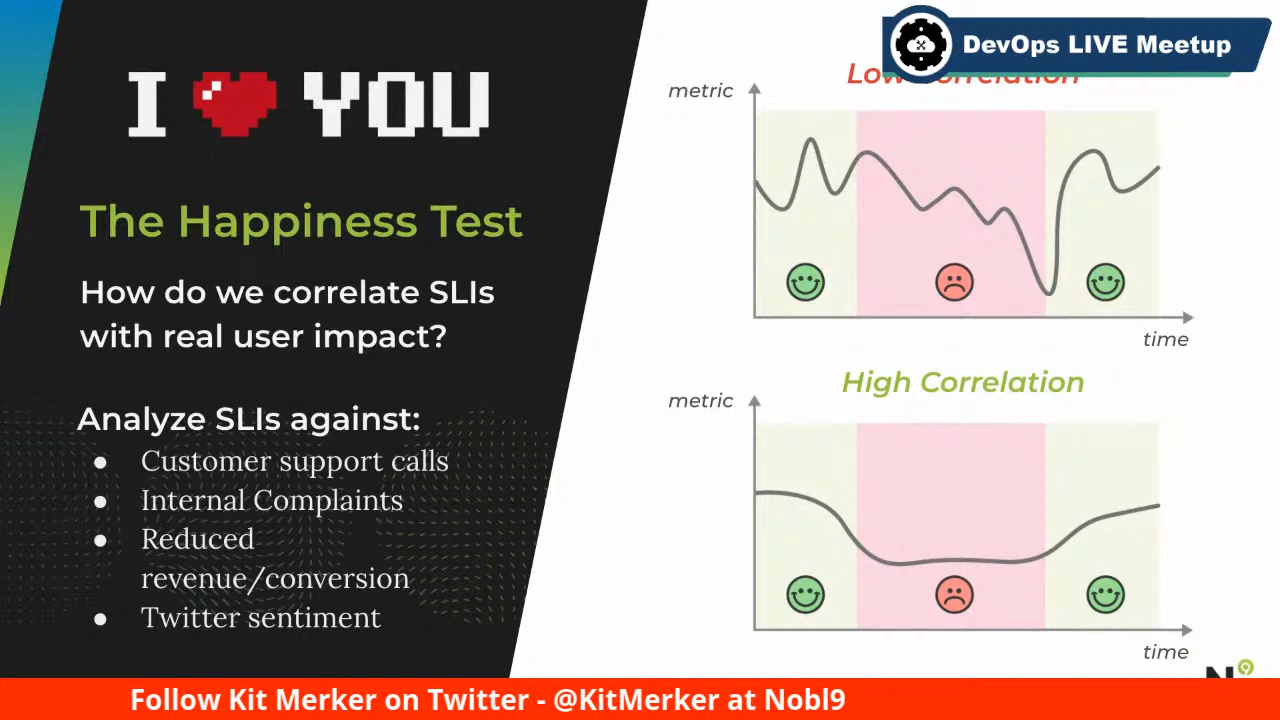 I YOU
The Happiness Test
How do we correlate SLIs
with real user impact?
Analyze SLIs against:
● Customer support calls
● Internal Complaints
● Reduced
revenue/conversion
● Twitter sentiment
DevOps LIVE Meetup
metric
time
High Correlation
metric
time
Follow Kit Merker on Twitter - @KitMerker at Nobl9